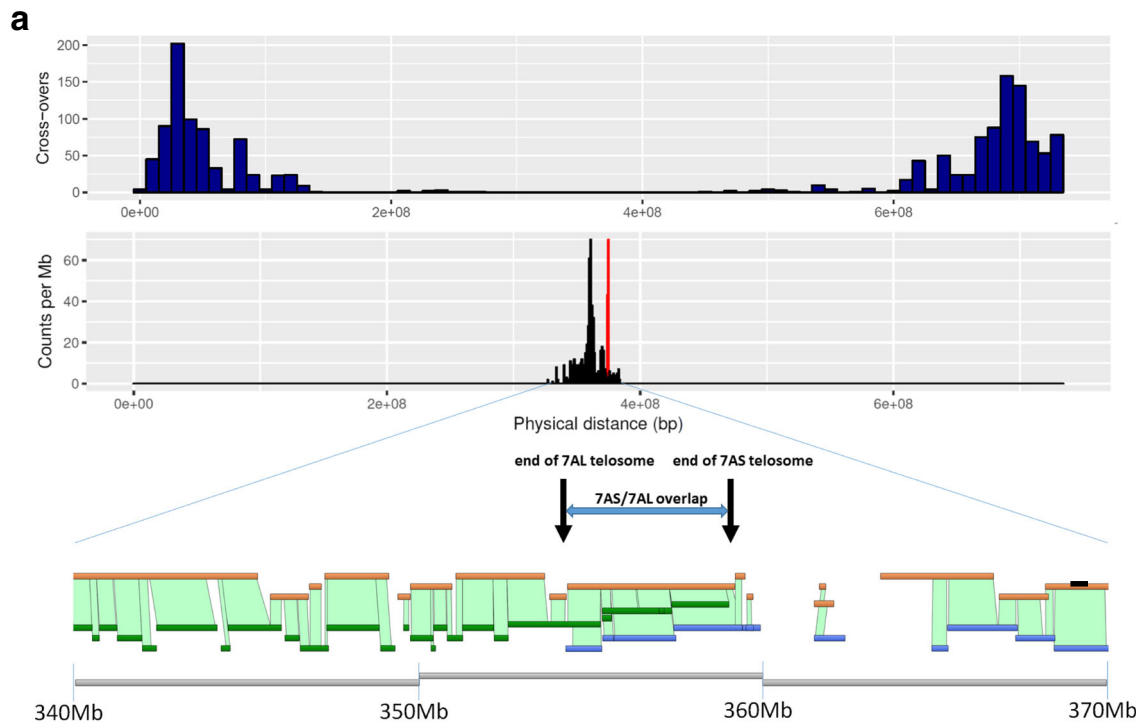 a
Cross-overs
200
150
100
50
0
0e+00 2e+08 4e+08 6e+08
Counts per Mb
60
40
20
0
0e+00 2e+08 4e+08 6e+08
Physical distance (bp)
end of 7AL telosome end of 7AS telosome
7AS/7AL overlap
340Mb 350Mb 360Mb 370Mb